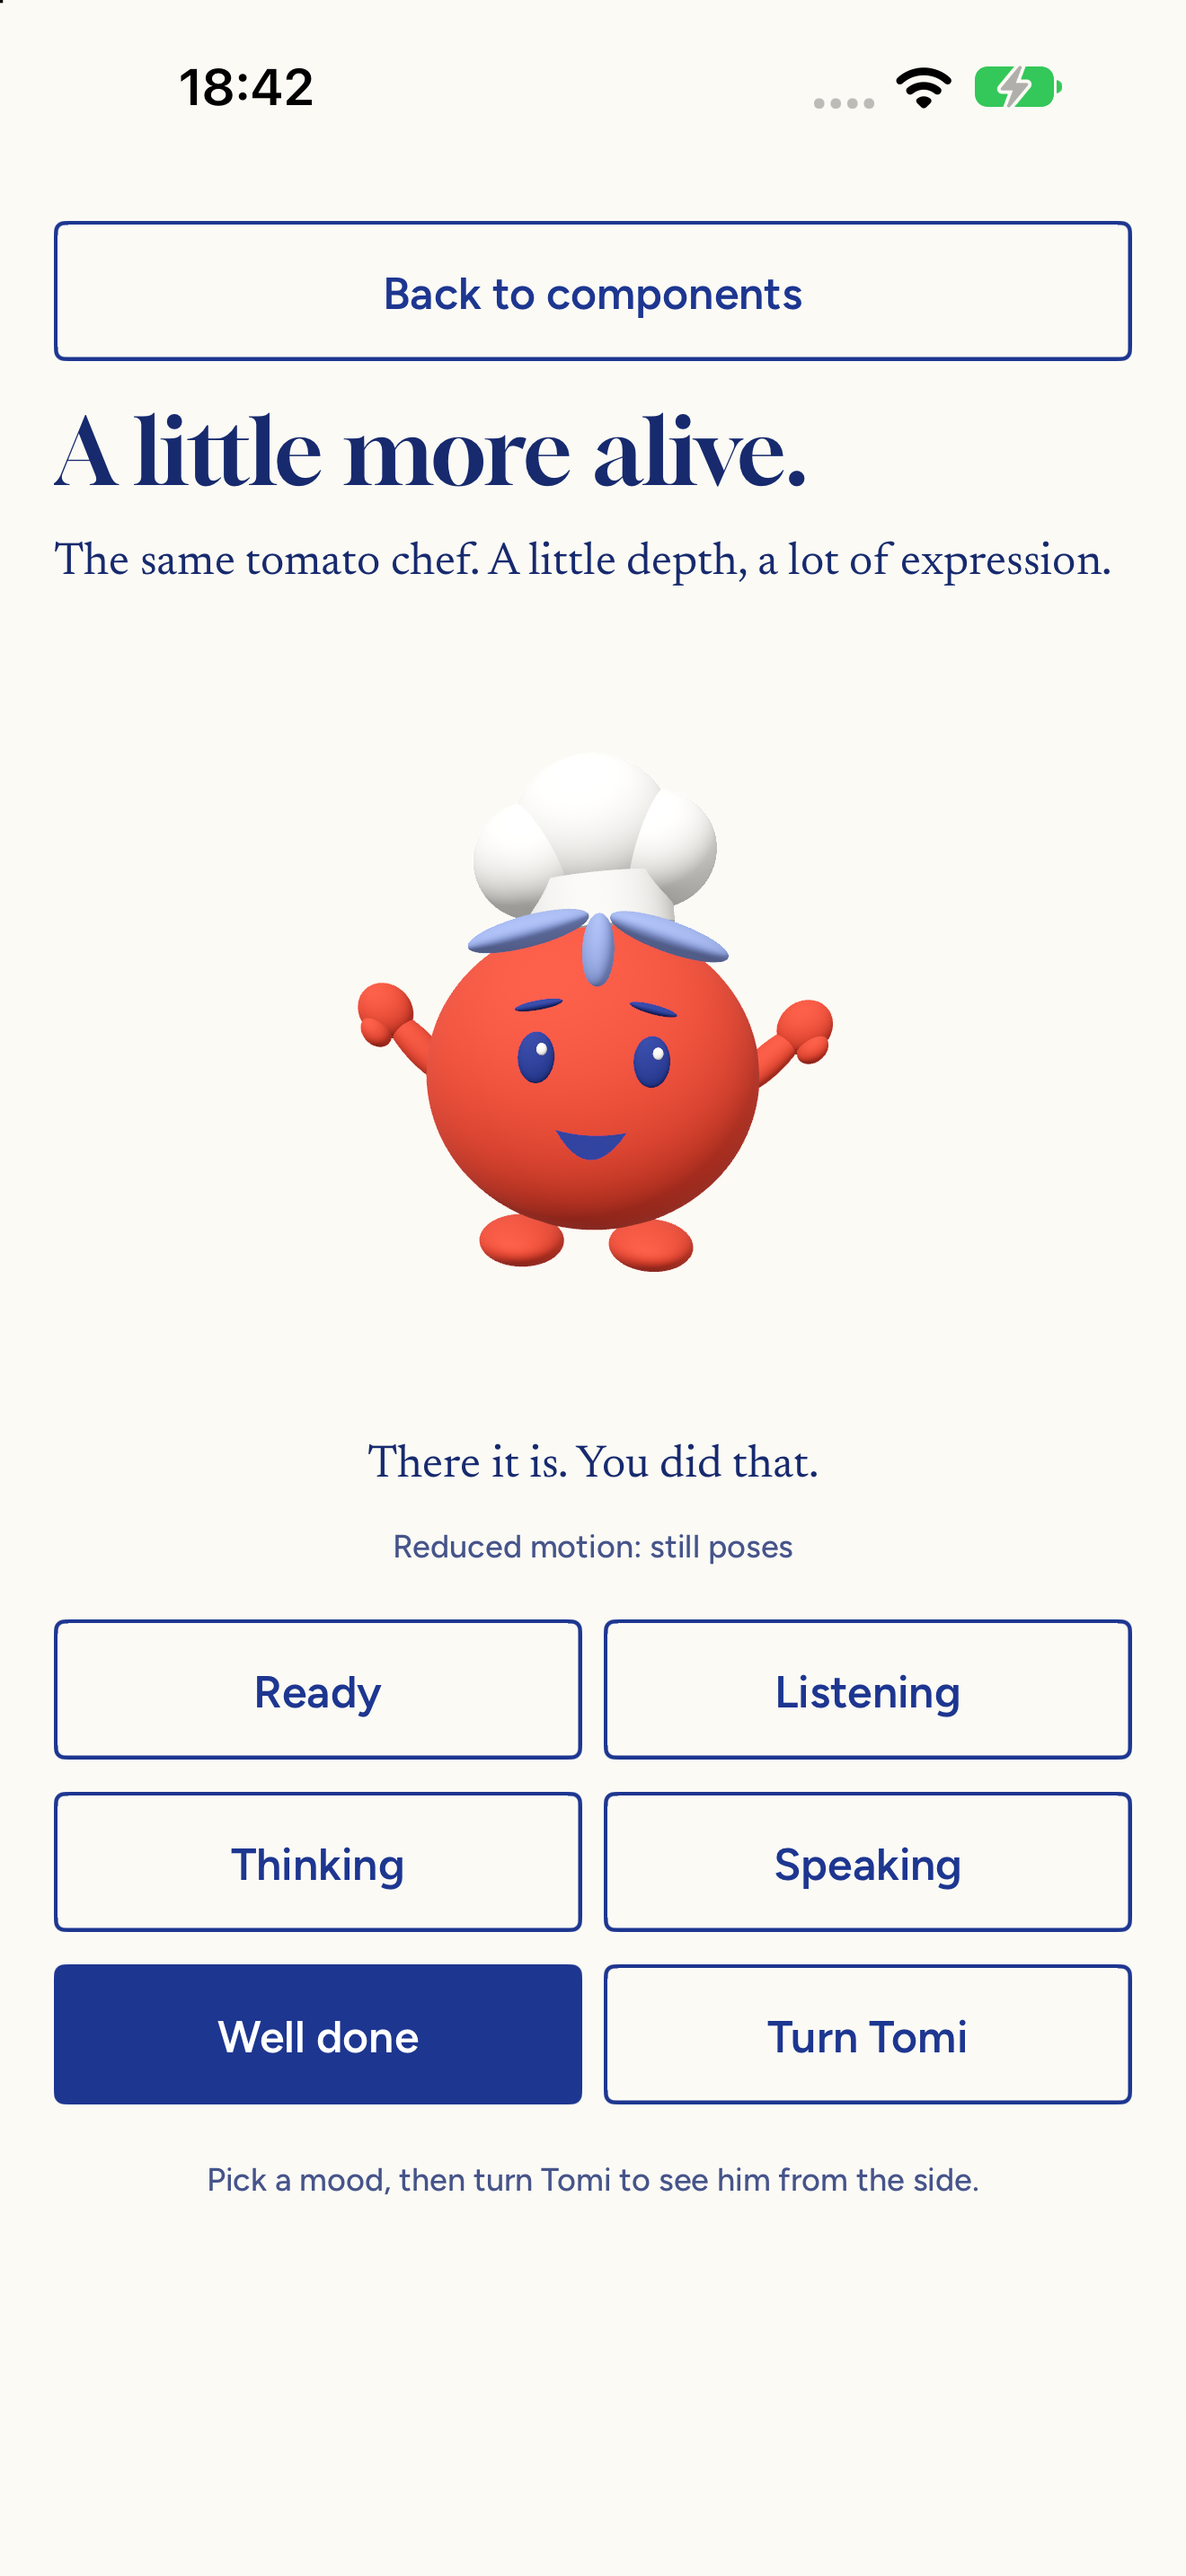 18:42
Back to components
A little more alive.
The same tomato chef. A little depth, a lot of expression.
There it is. You did that.
Reduced motion: still poses
Ready
Listening
Thinking
Speaking
Well done
Turn Tomi
Pick a mood, then turn Tomi to see him from the side.